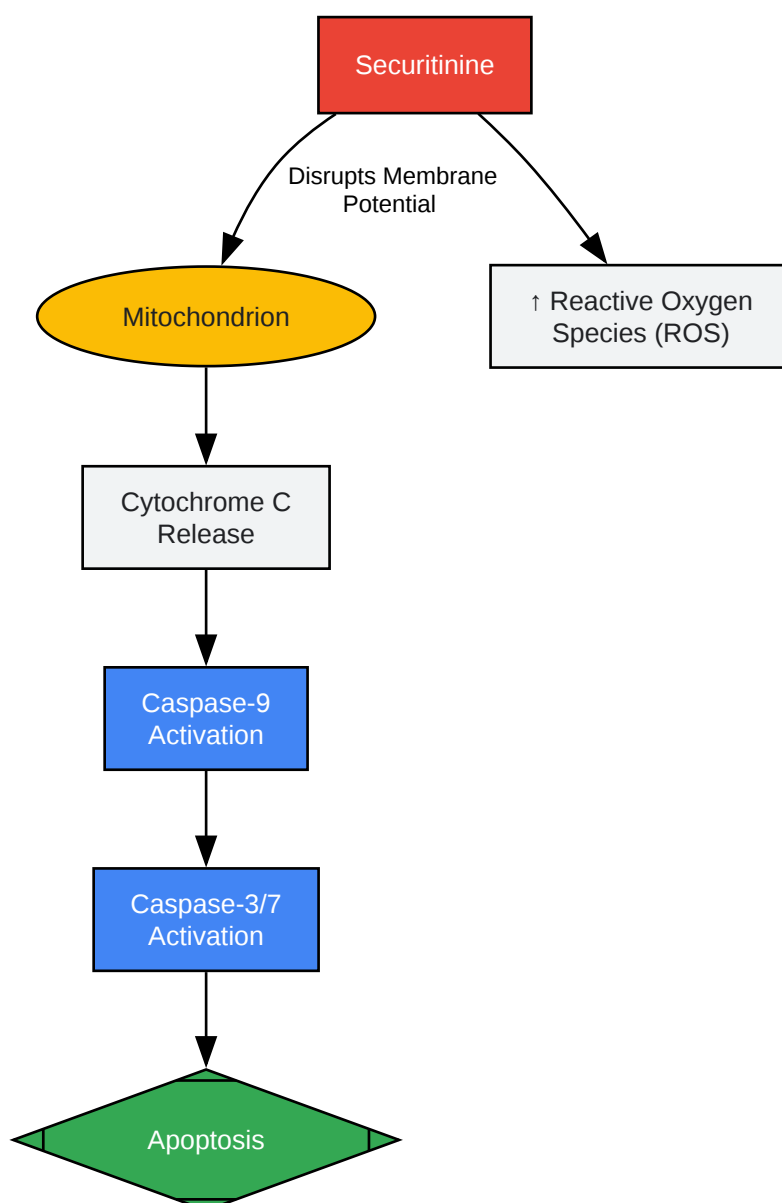 Securitinine
Disrupts Membrane
Potential
Mitochondrion
↑ Reactive Oxygen
Species (ROS)
Cytochrome C
Release
Caspase-9
Activation
Caspase-3/7
Activation
Apoptosis